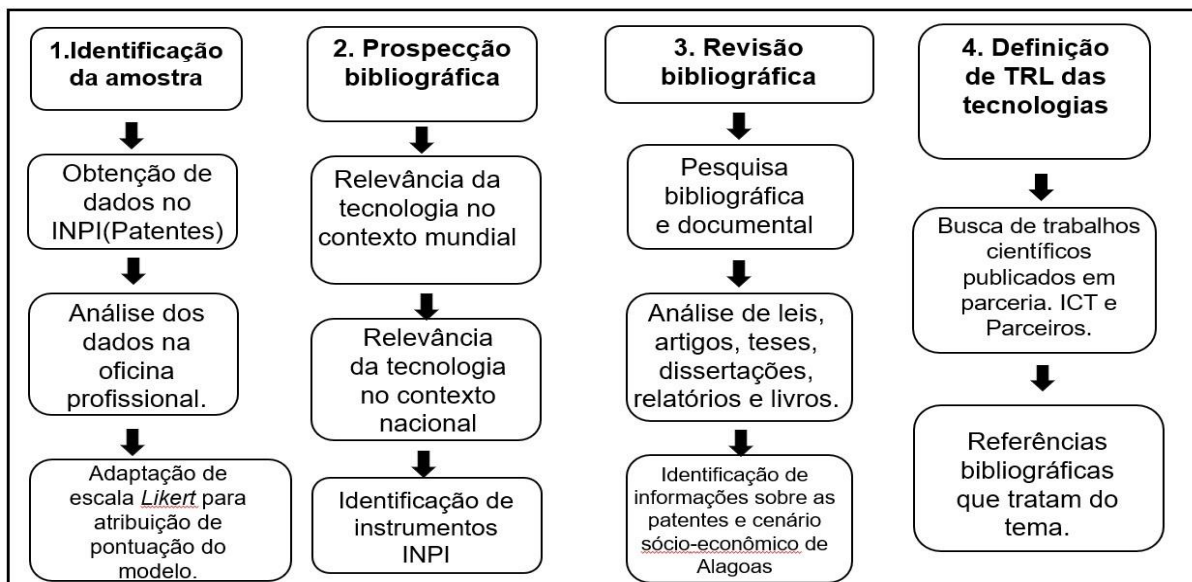 1.Identificação
da amostra
Obtenção de
dados no
INPI(Patentes)
Análise dos
dados na
oficina
profissional.
Adaptação de
escala Likert para
atribuição de
pontuação do
modelo.
2. Prospecção
bibliográfica
Relevância da
tecnologia no
contexto mundial
Relevância
da tecnologia
no contexto
nacional
Identificação de
instrumentos
INPI
3. Revisão
bibliográfica
Pesquisa
bibliográfica
e documental
Análise de leis,
artigos, teses,
dissertações,
relatórios e livros.
Identificação de
informações sobre as
patentes e cenário
sócio-econômico de
Alagoas
4. Definição
de TRL das
tecnologias
Busca de trabalhos
científicos
publicados em
parceria. ICT e
Parceiros.
Referências
bibliográficas
que tratam do
tema.